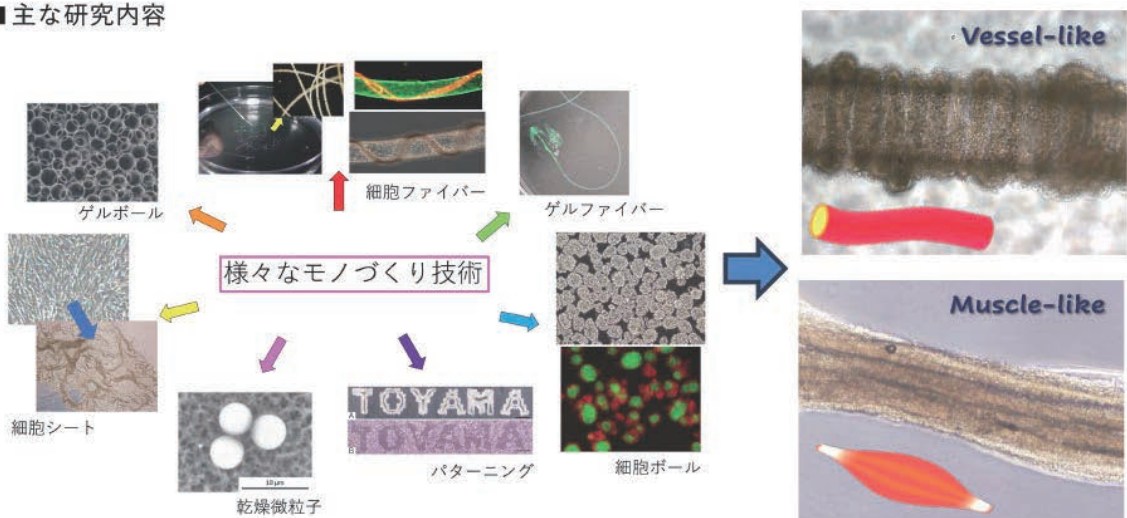 ■主な研究内容
ゲルボール
細胞ファイバー
ゲルファイバー
様々なモノづくり技術
細胞シート
乾燥微粒子
10 μm
A TOYAMA
B TOYAMA
パターニング
細胞ボール
Vessel-like
Muscle-like